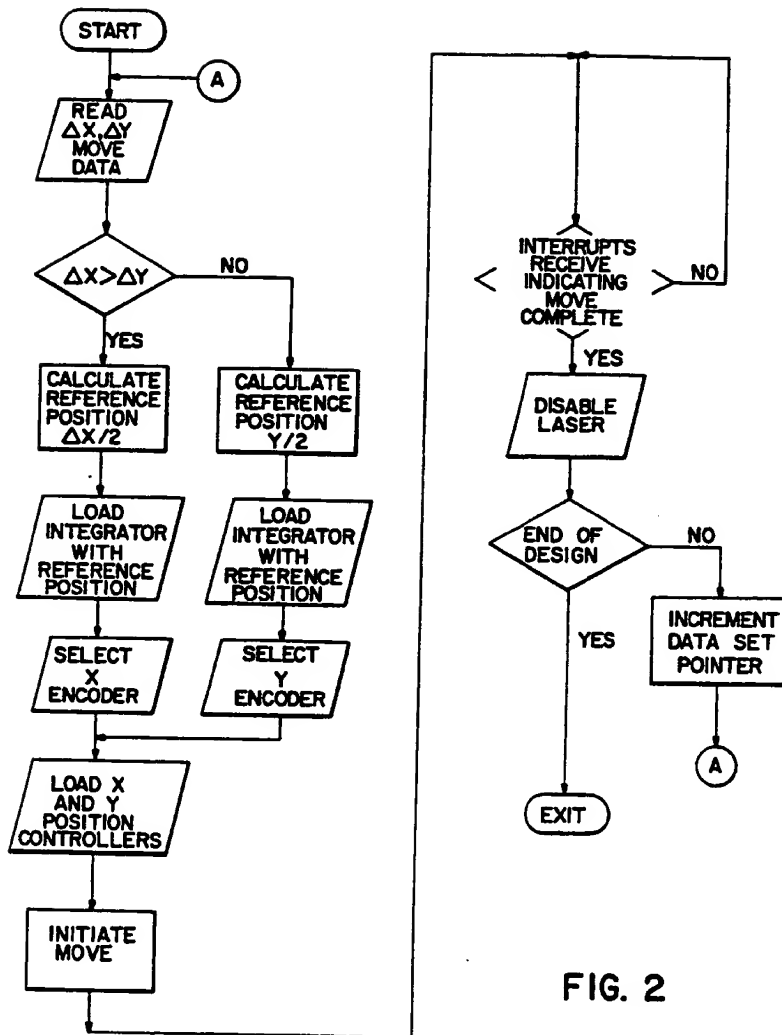 START
A
READ
ΔX,ΔY
MOVE
DATA
ΔX>ΔY
NO
YES
CALCULATE
REFERENCE
POSITION
ΔX/2
CALCULATE
REFERENCE
POSITION
Y/2
LOAD
INTEGRATOR
WITH
REFERENCE
POSITION
LOAD
INTEGRATOR
WITH
REFERENCE
POSITION
SELECT
X
ENCODER
SELECT
Y
ENCODER
LOAD X
AND Y
POSITION
CONTROLLERS
INITIATE
MOVE
INTERRUPTS
RECEIVE
INDICATING
MOVE
COMPLETE
NO
YES
DISABLE
LASER
END OF
DESIGN
NO
YES
INCREMENT
DATA SET
POINTER
A
EXIT
FIG. 2